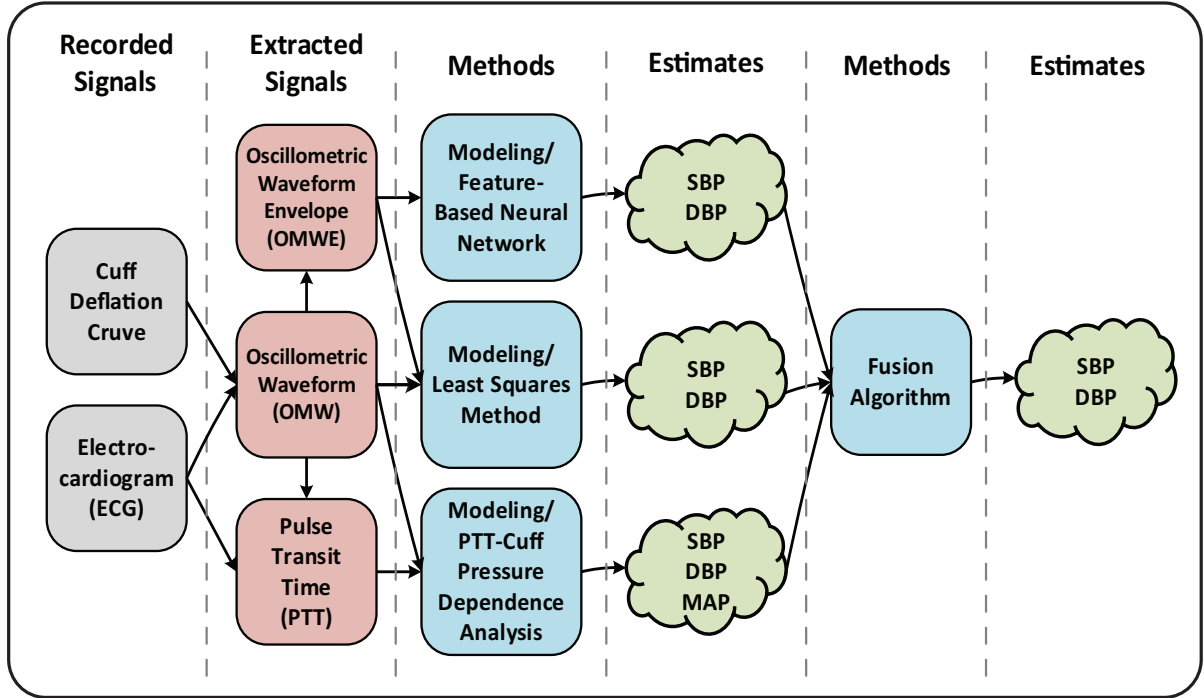 Recorded
Signals
Extracted
Signals
Methods
Estimates
Methods
Estimates
Cuff
Deflation
Cruve
Electro-
cardiogram
(ECG)
Oscillometric
Waveform
Envelope
(OMWE)
Oscillometric
Waveform
(OMW)
Pulse
Transit
Time
(PTT)
Modeling/
Feature-
Based Neural
Network
Modeling/
Least Squares
Method
Modeling/
PTT-Cuff
Pressure
Dependence
Analysis
SBP
DBP
SBP
DBP
SBP
DBP
MAP
Fusion
Algorithm
SBP
DBP